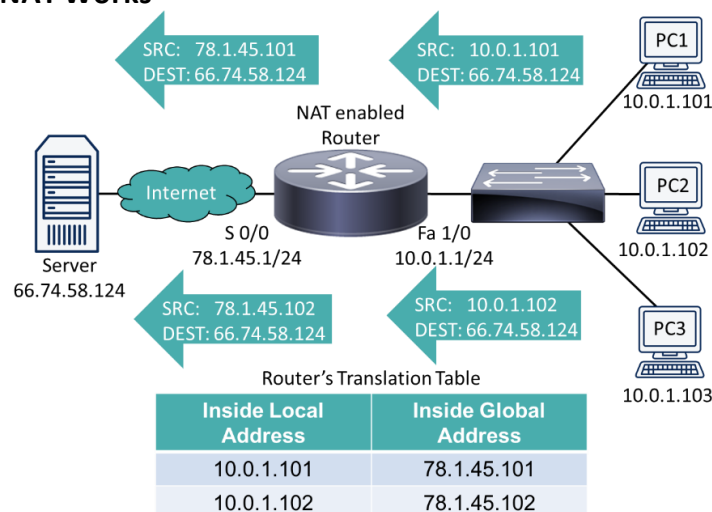 NAT Works
SRC: 78.1.45.101
DEST: 66.74.58.124
SRC: 10.0.1.101
DEST: 66.74.58.124
PC1
10.0.1.101
NAT enabled
Router
Internet
PC2
10.0.1.102
Server
66.74.58.124
S 0/0
78.1.45.1/24
Fa 1/0
10.0.1.1/24
SRC: 78.1.45.102
DEST: 66.74.58.124
SRC: 10.0.1.102
DEST: 66.74.58.124
PC3
10.0.1.103
Router's Translation Table
Inside Local
Address
Inside Global
Address
10.0.1.101
78.1.45.101
10.0.1.102
78.1.45.102